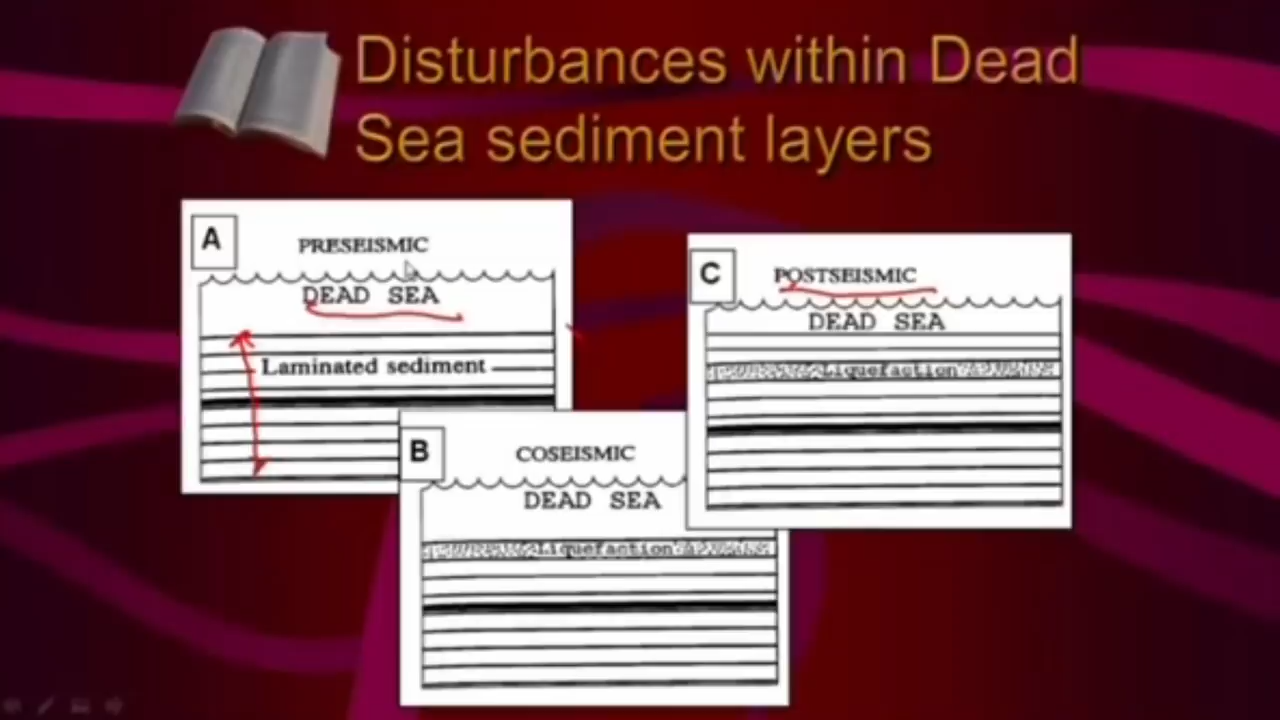 Disturbances within Dead
Sea sediment layers
A
PRESEISMIC
DEAD SEA
Laminated sediment
B
COSEISMIC
DEAD SEA
Liquefaction
C
POSTSEISMIC
DEAD SEA
Liquefaction